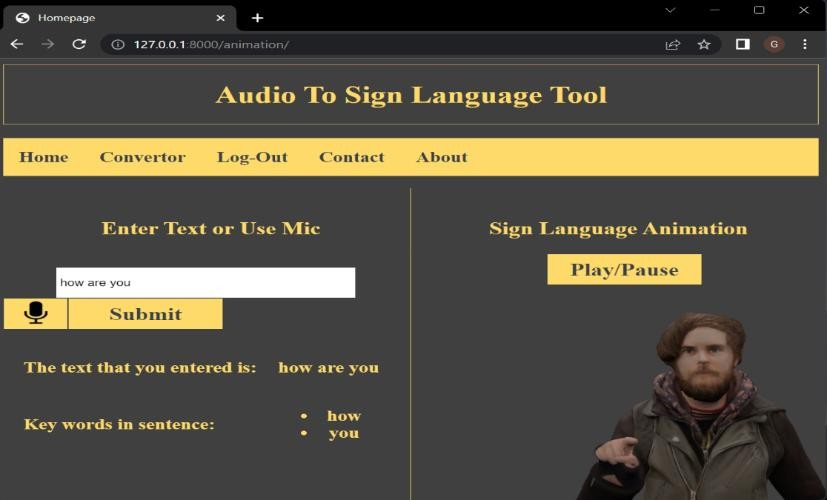 Homepage
127.0.0.1:8000/animation/
G
Audio To Sign Language Tool
Home Convertor Log-Out Contact About
Enter Text or Use Mic
how are you
Submit
The text that you entered is: how are you
Key words in sentence:
• how
• you
Sign Language Animation
Play/Pause